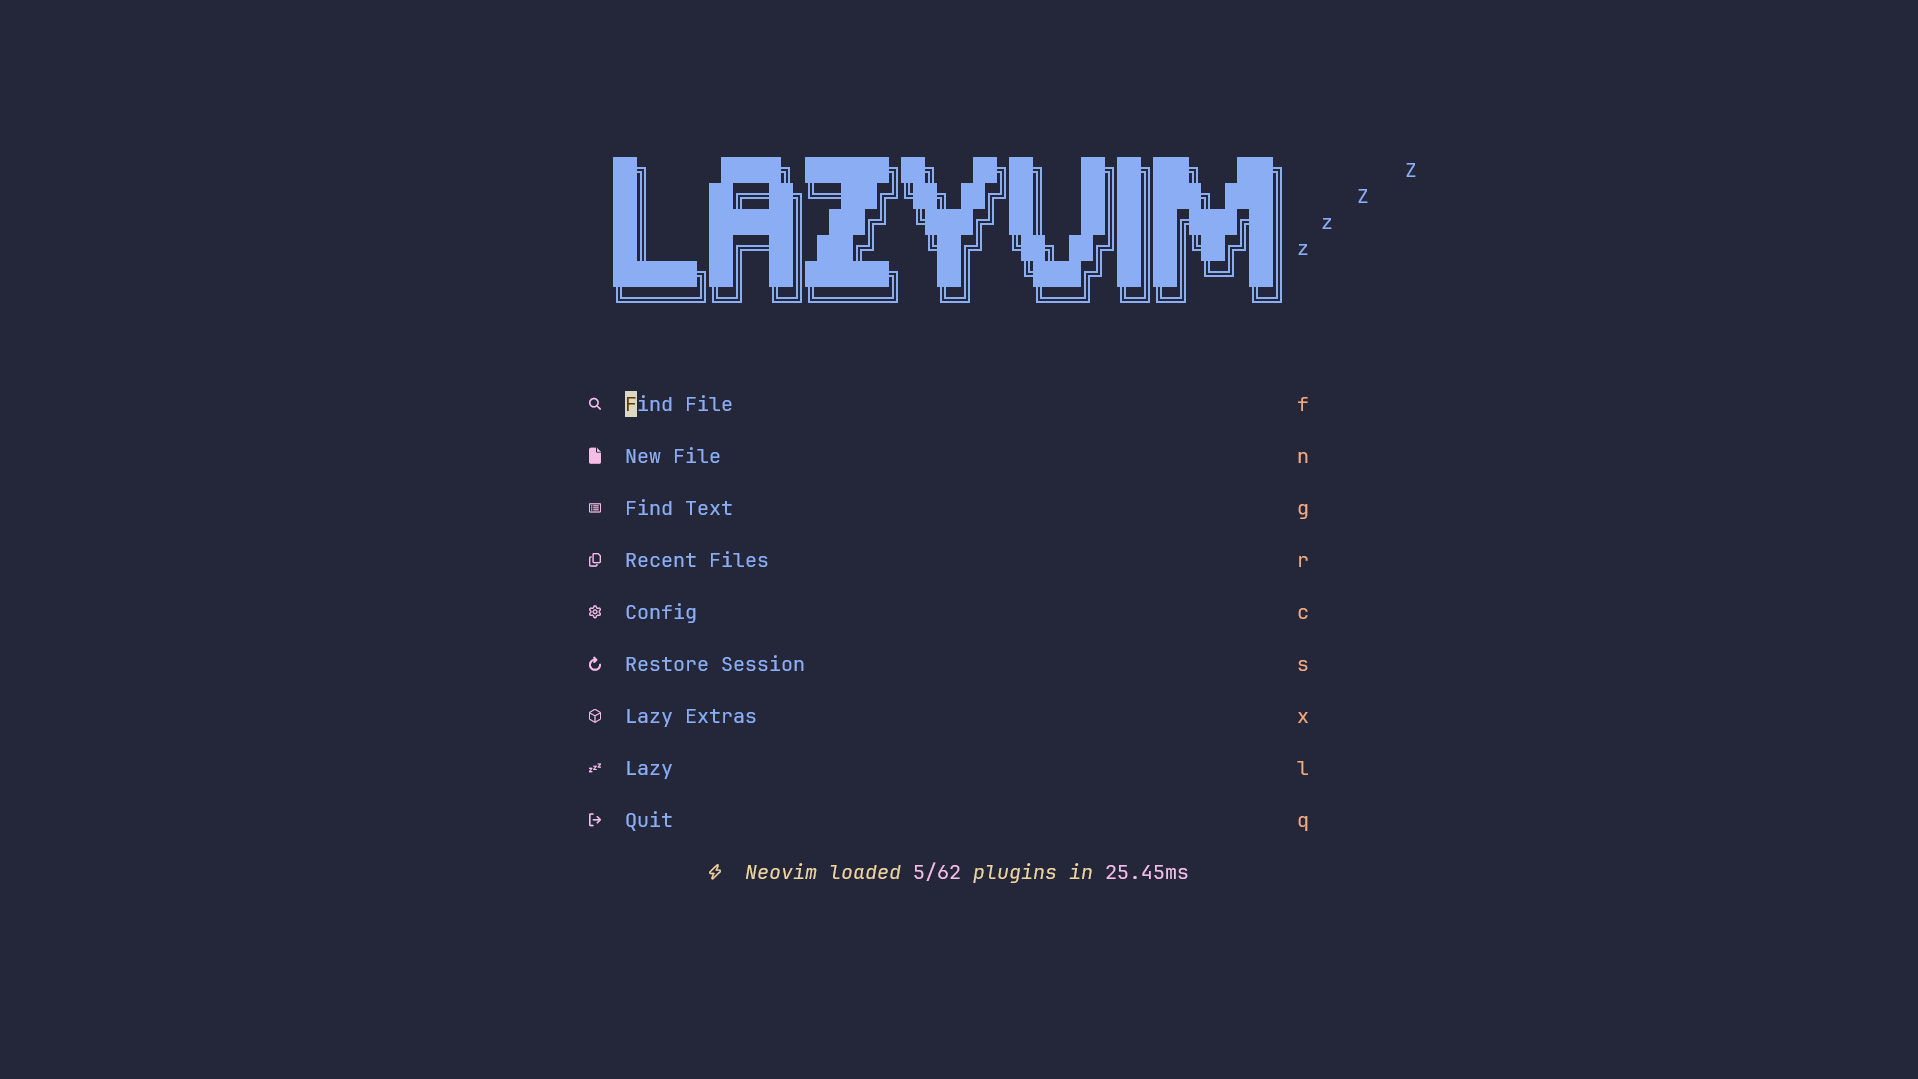 LAZYVIM
Z
Z
z
z
Find File f
New File n
Find Text g
Recent Files r
Config c
Restore Session s
Lazy Extras x
Lazy l
Quit q
Neovim loaded 5/62 plugins in 25.45ms